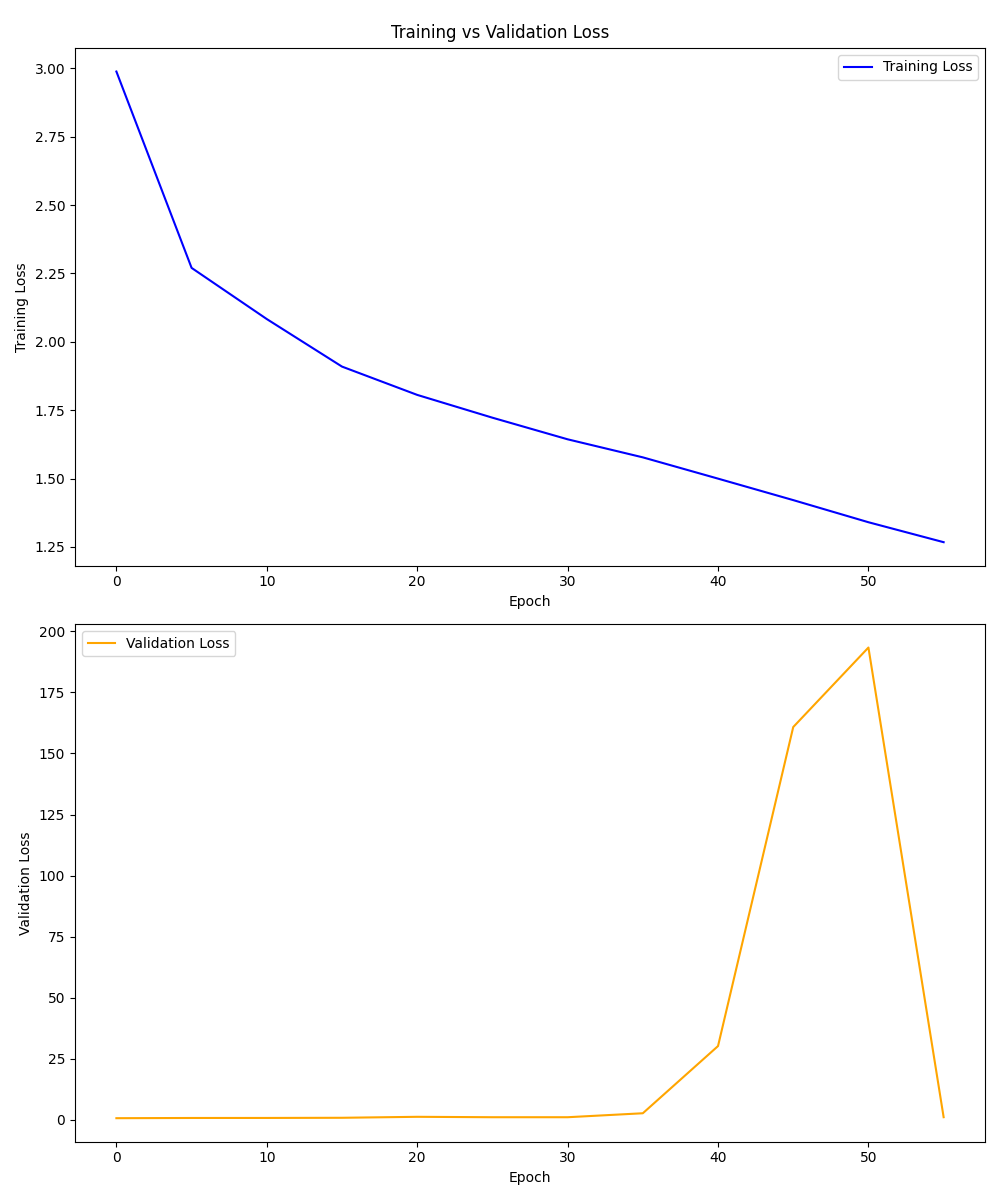 Training vs Validation Loss
Training Loss
3.00
2.75
2.50
2.25
2.00
1.75
1.50
1.25
Training Loss
0 10 20 30 40 50
Epoch
Validation Loss
200
175
150
125
100
75
50
25
0
Validation Loss
0 10 20 30 40 50
Epoch